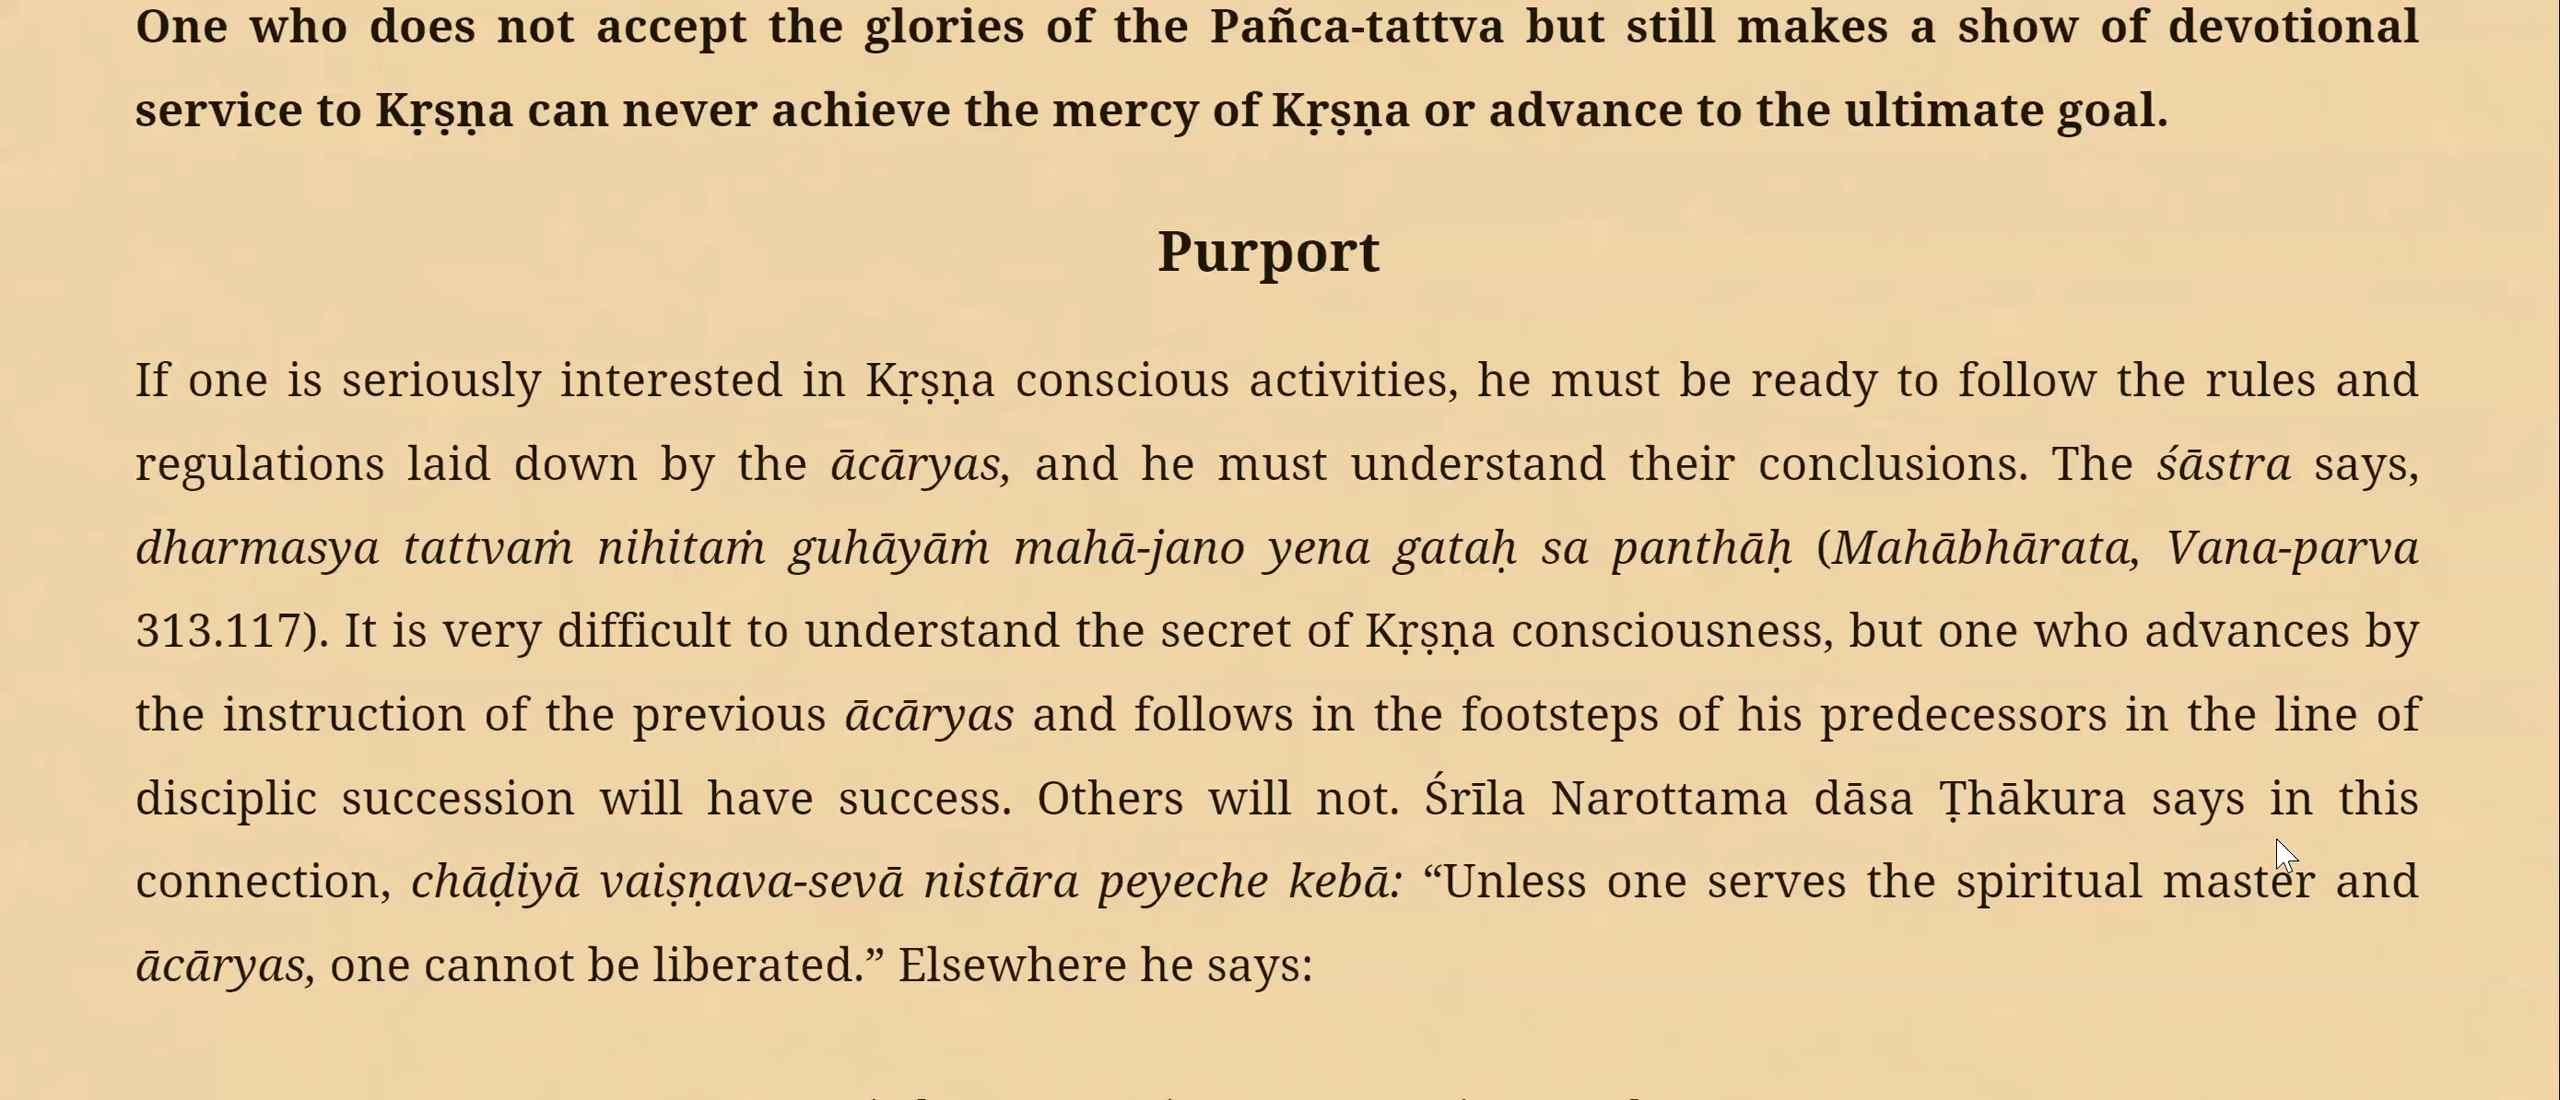 One who does not accept the glories of the Pañca-tattva but still makes a show of devotional
service to Kṛṣṇa can never achieve the mercy of Kṛṣṇa or advance to the ultimate goal.
Purport
If one is seriously interested in Kṛṣṇa conscious activities, he must be ready to follow the rules and
regulations laid down by the ācāryas, and he must understand their conclusions. The śāstra says,
dharmasya tattvaṁ nihitaṁ guhāyāṁ mahā-jano yena gataḥ sa panthāḥ (Mahābhārata, Vana-parva
313.117). It is very difficult to understand the secret of Kṛṣṇa consciousness, but one who advances by
the instruction of the previous ācāryas and follows in the footsteps of his predecessors in the line of
disciplic succession will have success. Others will not. Śrīla Narottama dāsa Ṭhākura says in this
connection, chāḍiyā vaiṣṇava-sevā nistāra peyeche kebā: “Unless one serves the spiritual master and
ācāryas, one cannot be liberated.” Elsewhere he says: